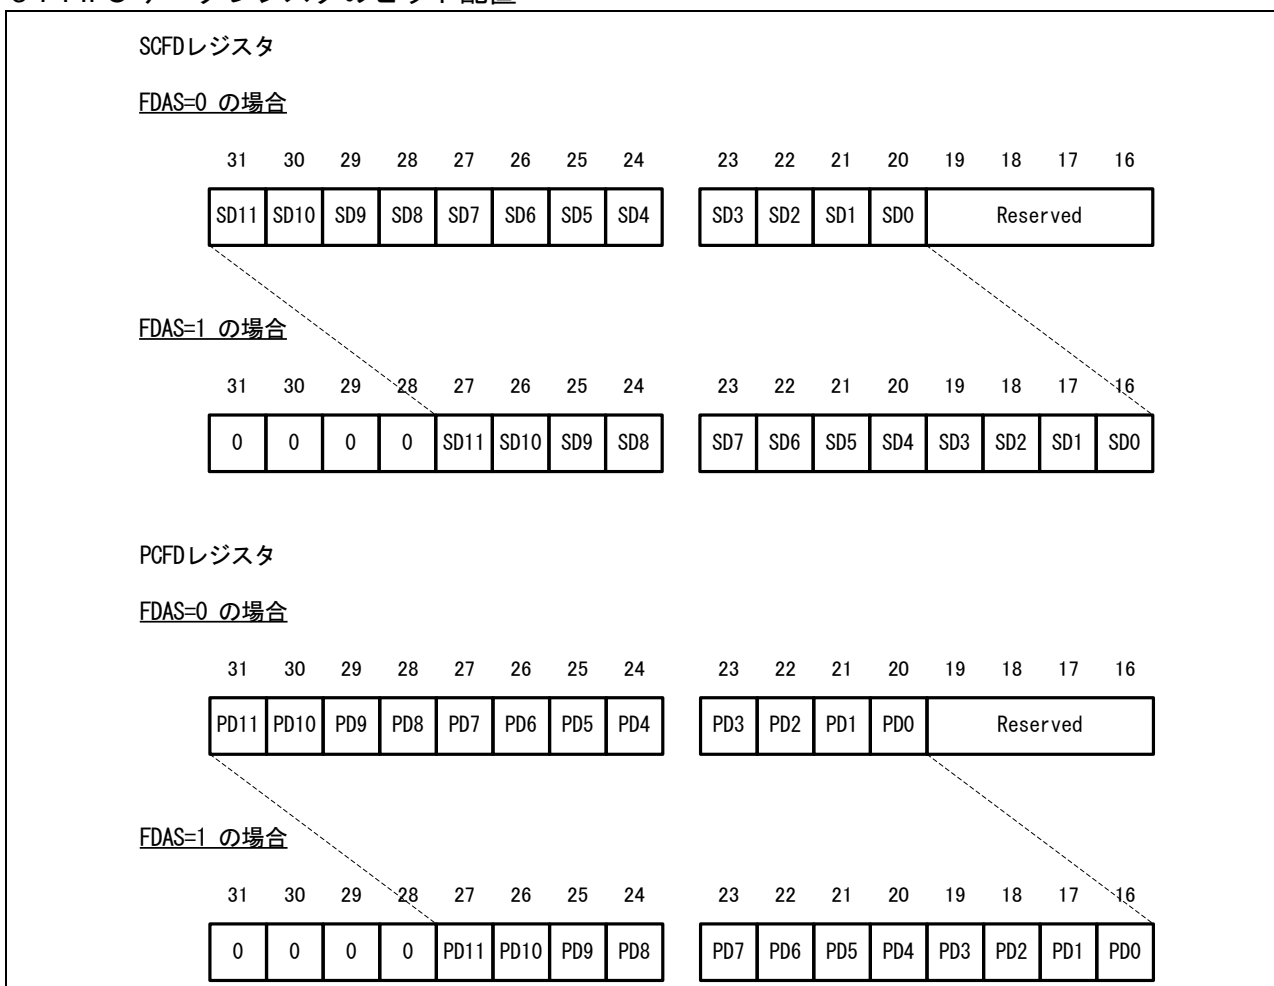 SCFDレジスタ
FDAS=0 の場合
31 30 29 28 27 26 25 24 23 22 21 20 19 18 17 16
SD11 SD10 SD9 SD8 SD7 SD6 SD5 SD4 SD3 SD2 SD1 SD0 Reserved
FDAS=1 の場合
31 30 29 28 27 26 25 24 23 22 21 20 19 18 17 16
0 0 0 0 SD11 SD10 SD9 SD8 SD7 SD6 SD5 SD4 SD3 SD2 SD1 SD0
PCFDレジスタ
FDAS=0 の場合
31 30 29 28 27 26 25 24 23 22 21 20 19 18 17 16
PD11 PD10 PD9 PD8 PD7 PD6 PD5 PD4 PD3 PD2 PD1 PD0 Reserved
FDAS=1 の場合
31 30 29 28 27 26 25 24 23 22 21 20 19 18 17 16
0 0 0 0 PD11 PD10 PD9 PD8 PD7 PD6 PD5 PD4 PD3 PD2 PD1 PD0